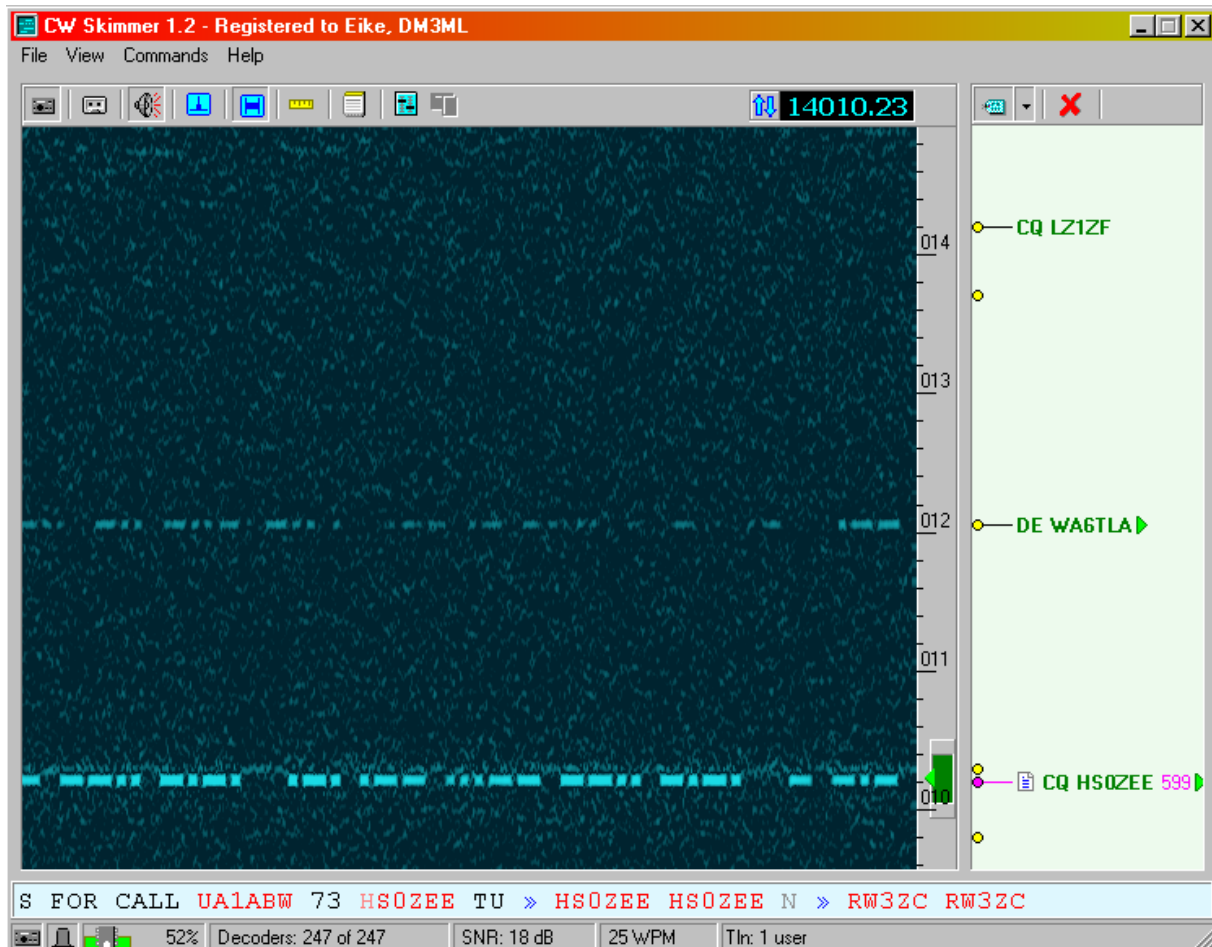 CW Skimmer 1.2 - Registered to Eike, DM3ML
File View Commands Help
14010.23
014
CQ LZ1ZF
013
012
DE WA6TLA
011
010
CQ HS0ZEE 599
S FOR CALL UA1ABW 73 HS0ZEE TU » HS0ZEE HS0ZEE N » RW3ZC RW3ZC
52% Decoders: 247 of 247 SNR: 18 dB 25 WPM Tln: 1 user